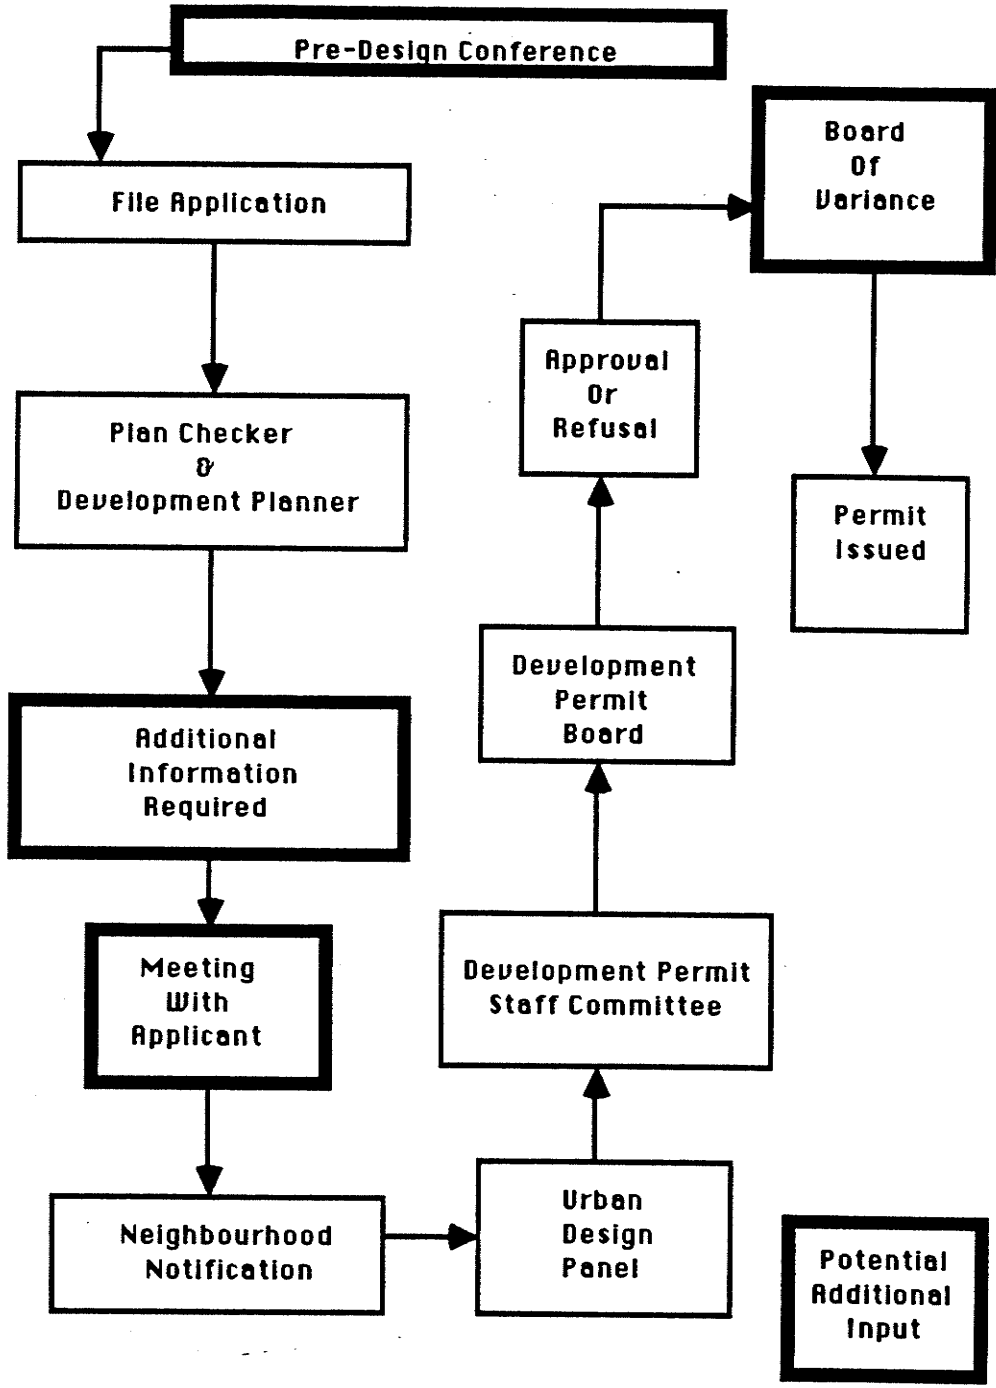 Pre-Design Conference
File Application
Plan Checker
&
Development Planner
Additional
Information
Required
Meeting
With
Applicant
Neighbourhood
Notification
Urban
Design
Panel
Development Permit
Staff Committee
Development
Permit
Board
Approval
Or
Refusal
Board
Of
Variance
Permit
Issued
Potential
Additional
Input